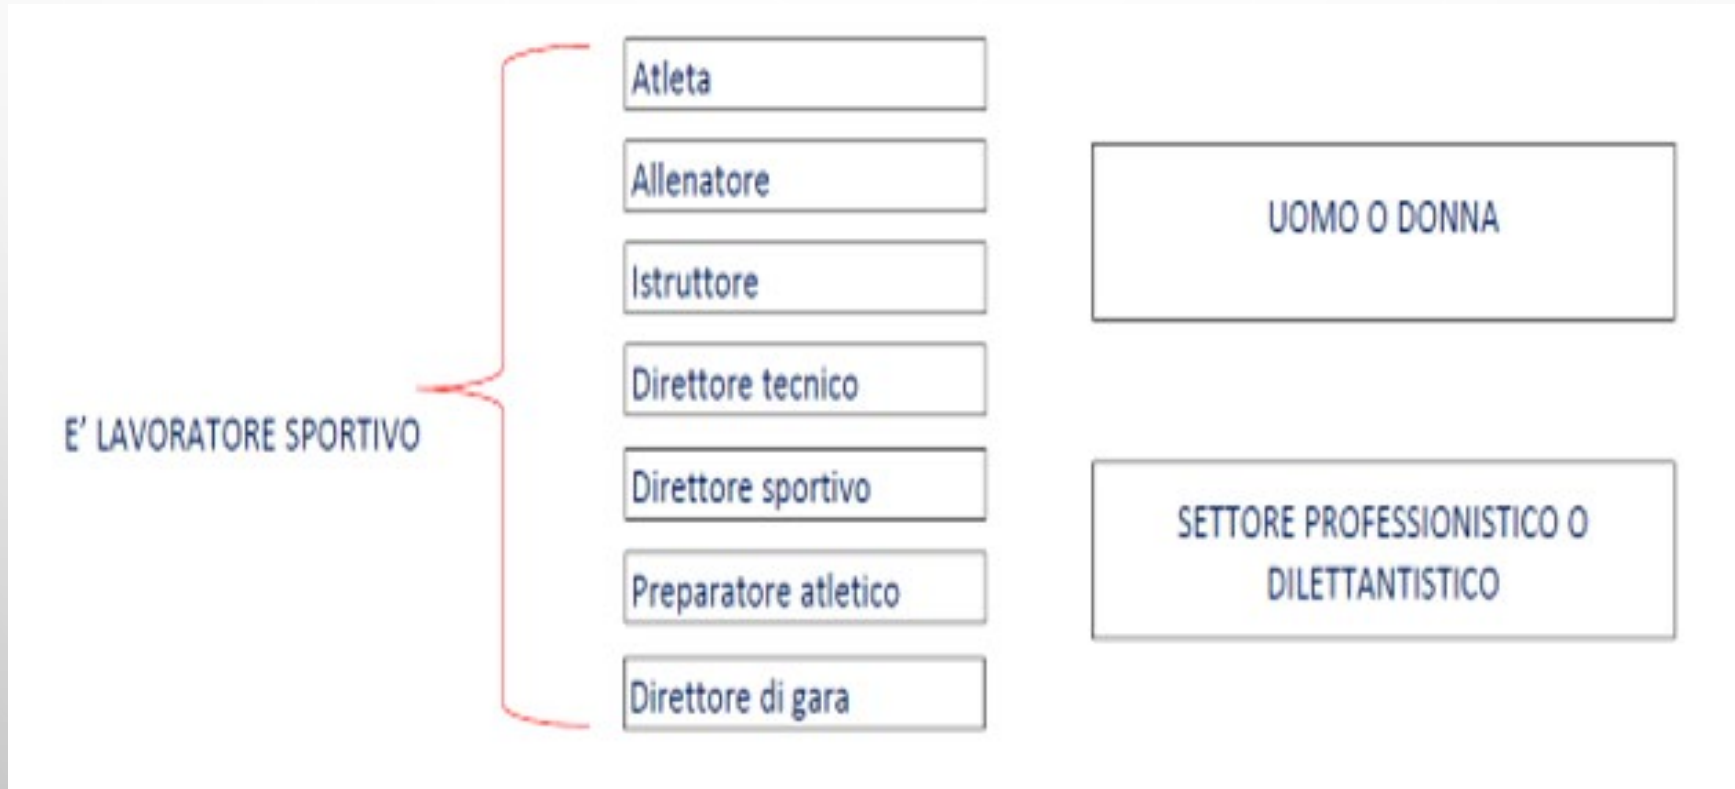 E' LAVORATORE SPORTIVO
Atleta
Allenatore
Istruttore
Direttore tecnico
Direttore sportivo
Preparatore atletico
Direttore di gara
UOMO O DONNA
SETTORE PROFESSIONISTICO O
DILETTANTISTICO